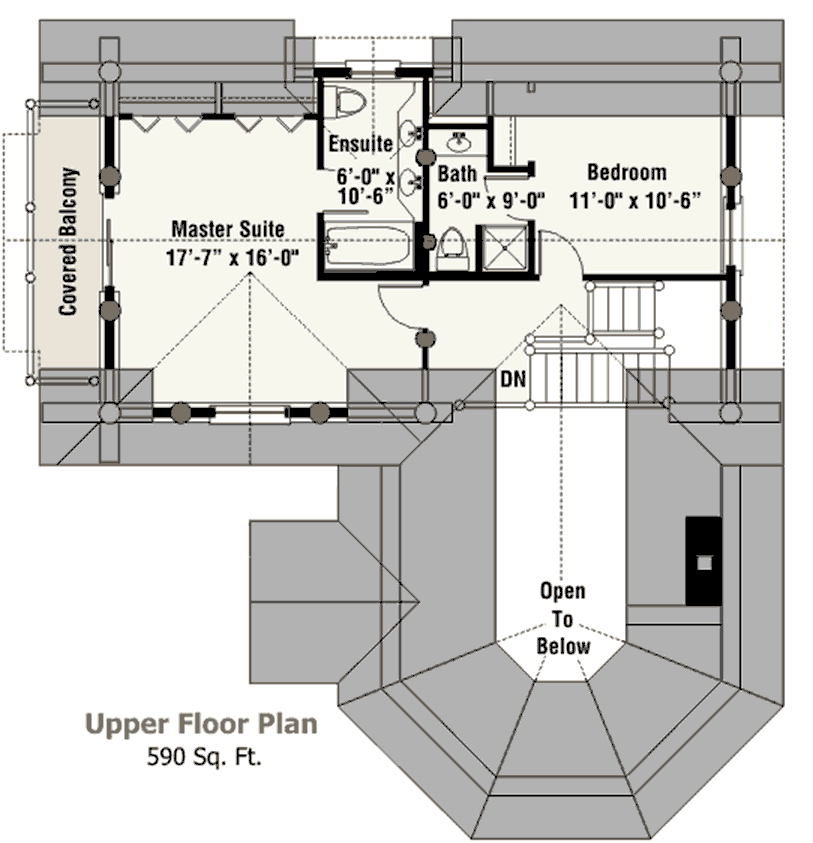 Ensuite
6'-0" x
10'-6"
Bath
6'-0" x 9'-0"
Bedroom
11'-0" x 10'-6"
Covered Balcony
Master Suite
17'-7" x 16'-0"
DN
Open
To
Below
Upper Floor Plan
590 Sq. Ft.